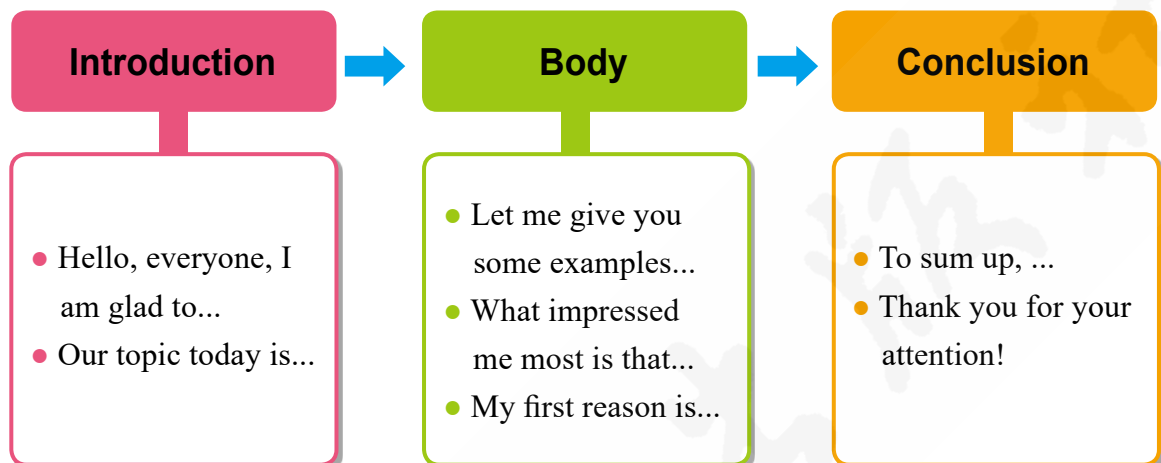 Introduction
Body
Conclusion
● Hello, everyone, I
am glad to...
● Our topic today is...
● Let me give you
some examples...
● What impressed
me most is that...
● My first reason is...
● To sum up, ...
● Thank you for your
attention!